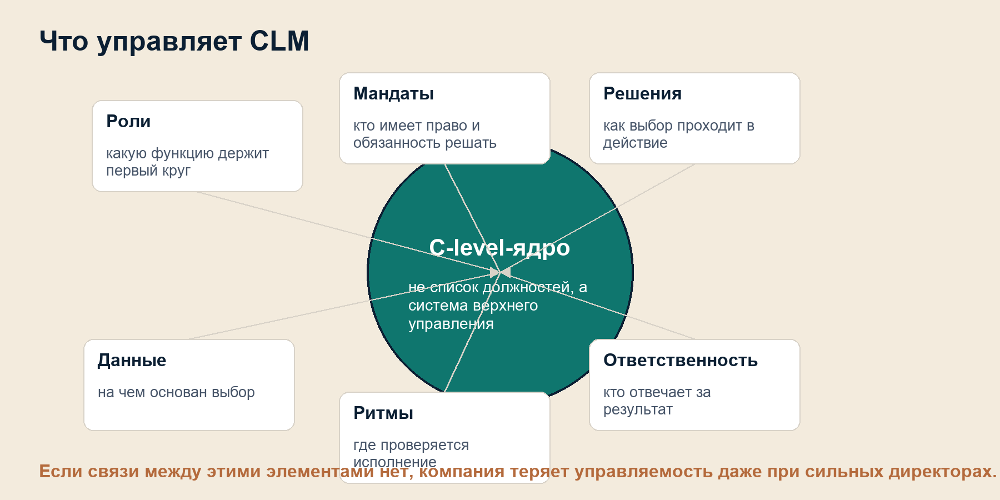 Что управляет CLM
Роли
какую функцию держит
первый круг
Мандаты
кто имеет право и
обязанность решать
Решения
как выбор проходит в
действие
C-level-ядро
не список должностей, а
система верхнего
управления
Данные
на чем основан выбор
Ритмы
где проверяется
исполнение
Ответственность
кто отвечает за
результат
Если связи между этими элементами нет, компания теряет управляемость даже при сильных директорах.